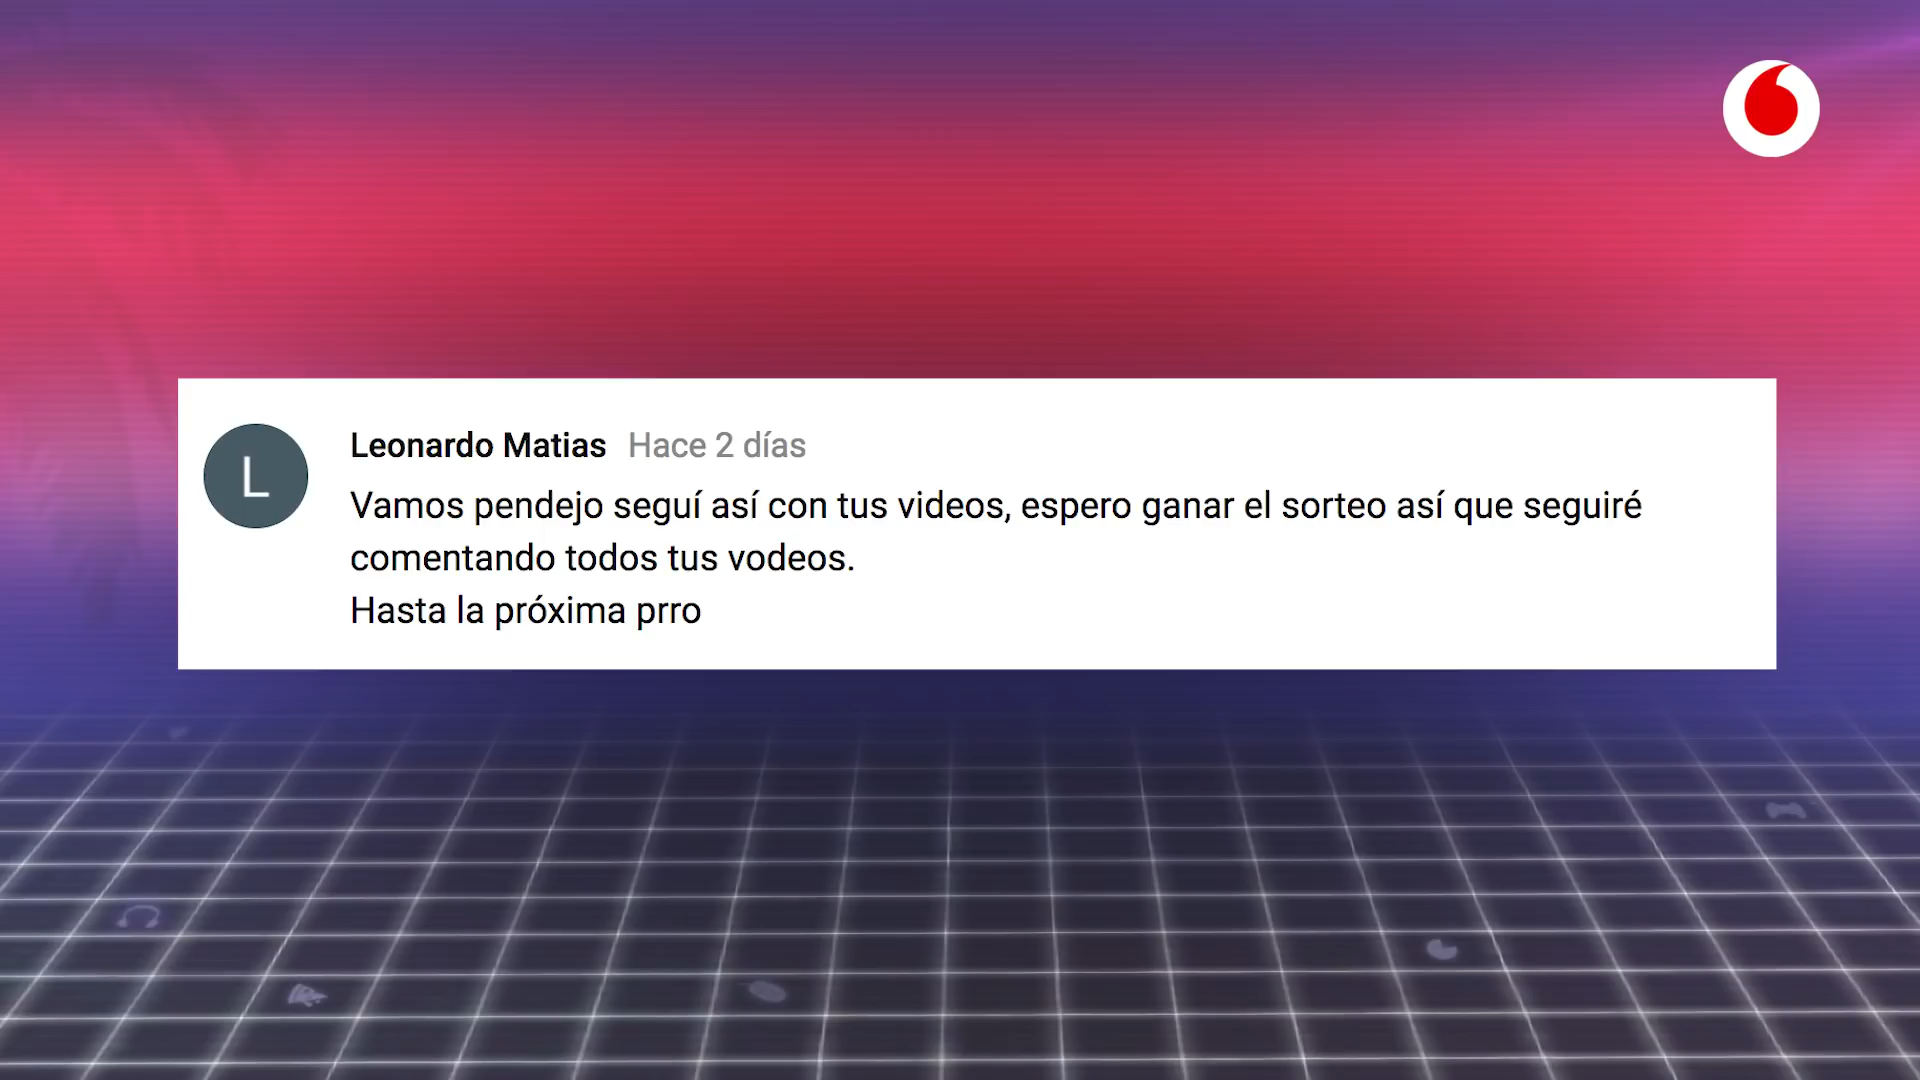 L
Leonardo Matias Hace 2 días
Vamos pendejo seguí así con tus videos, espero ganar el sorteo así que seguiré
comentando todos tus vodeos.
Hasta la próxima prro